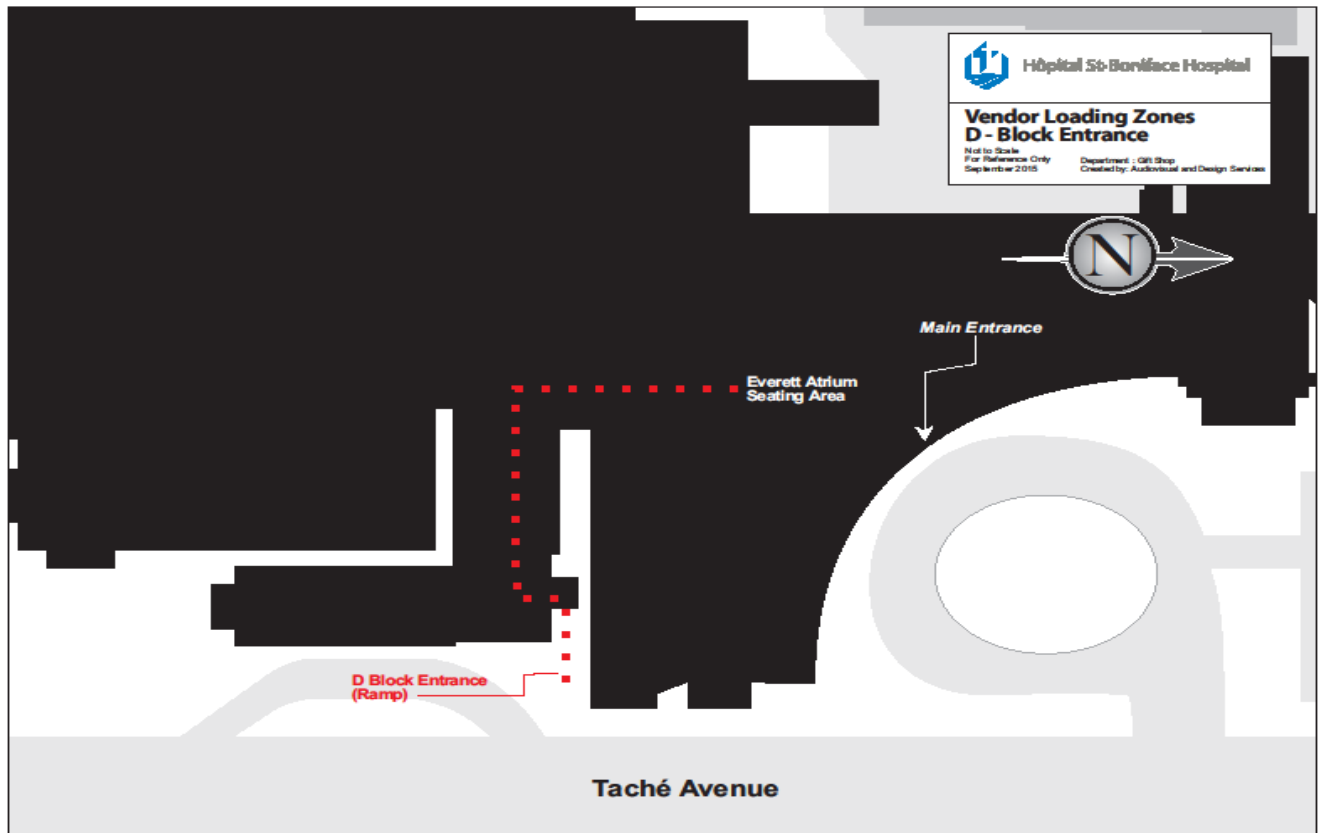 Hôpital St-Boniface Hospital
Vendor Loading Zones
D - Block Entrance
Not to Scale
For Reference Only
September 2015
Department : Gift Shop
Created by: Audiovisual and Design Services
N
Main Entrance
Everett Atrium
Seating Area
D Block Entrance
(Ramp)
Taché Avenue